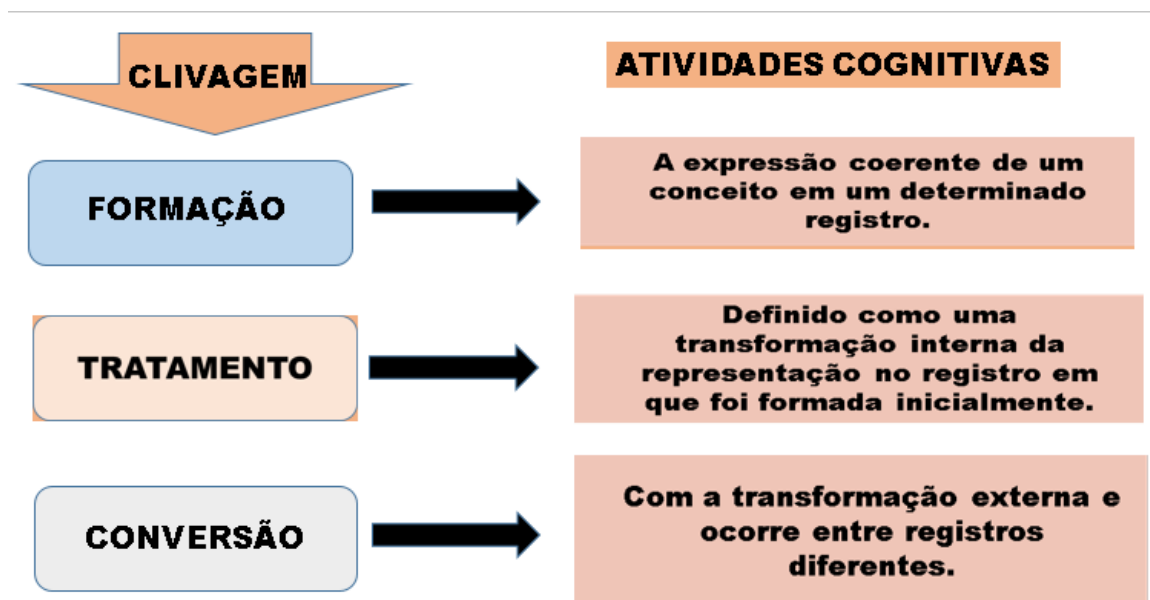 CLIVAGEM
ATIVIDADES COGNITIVAS
FORMAÇÃO
A expressão coerente de um
conceito em um determinado
registro.
TRATAMENTO
Definido como uma
transformação interna da
representação no registro em
que foi formada inicialmente.
CONVERSÃO
Com a transformação externa e
ocorre entre registros
diferentes.